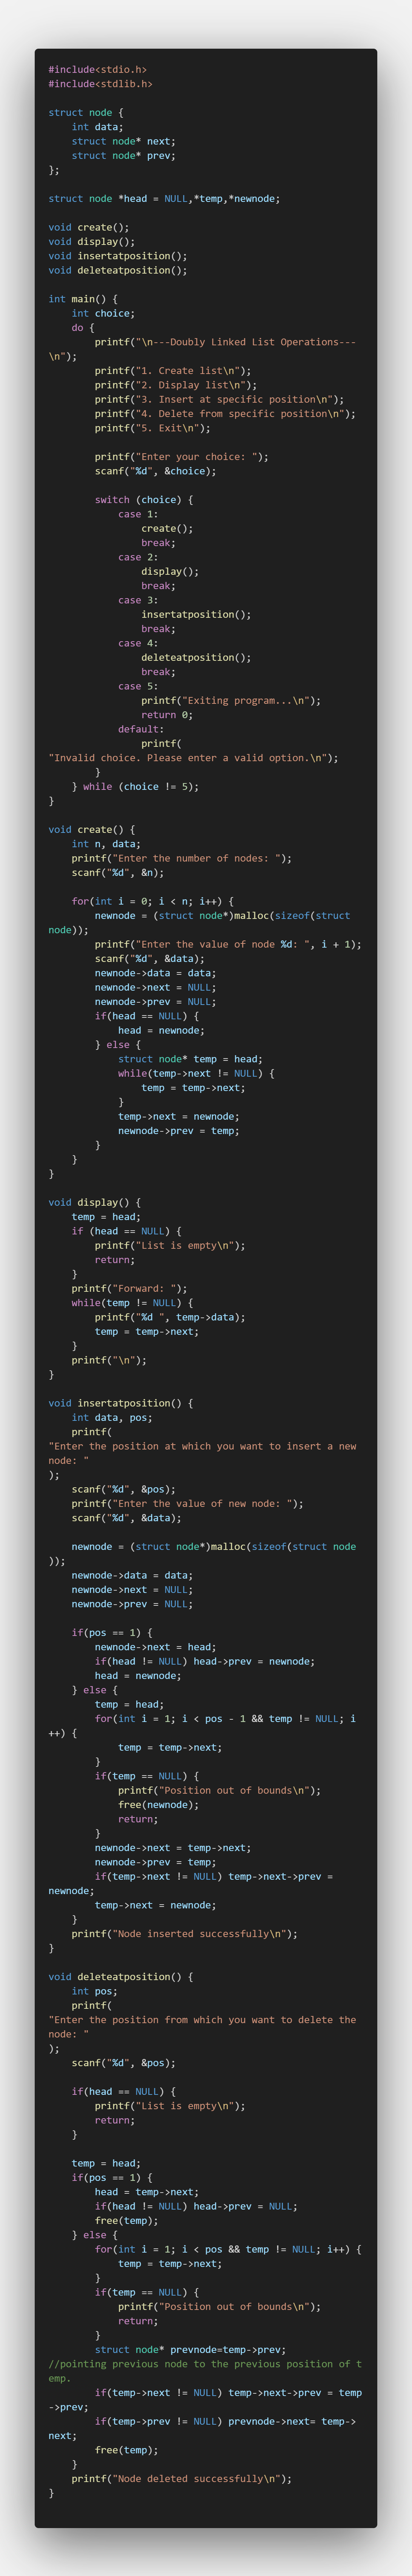 #include<stdio.h>
#include<stdlib.h>

struct node {
    int data;
    struct node* next;
    struct node* prev;
};

struct node *head = NULL,*temp,*newnode;

void create();
void display();
void insertatposition();
void deleteatposition();

int main() {
    int choice;
    do {
        printf("\n---Doubly Linked List Operations---
\n");
        printf("1. Create list\n");
        printf("2. Display list\n");
        printf("3. Insert at specific position\n");
        printf("4. Delete from specific position\n");
        printf("5. Exit\n");

        printf("Enter your choice: ");
        scanf("%d", &choice);

        switch (choice) {
            case 1:
                create();
                break;
            case 2:
                display();
                break;
            case 3:
                insertatposition();
                break;
            case 4:
                deleteatposition();
                break;
            case 5:
                printf("Exiting program...\n");
                return 0;
            default:
                printf(
"Invalid choice. Please enter a valid option.\n");
        }
    } while (choice != 5);
}

void create() {
    int n, data;
    printf("Enter the number of nodes: ");
    scanf("%d", &n);

    for(int i = 0; i < n; i++) {
        newnode = (struct node*)malloc(sizeof(struct
node));
        printf("Enter the value of node %d: ", i + 1);
        scanf("%d", &data);
        newnode->data = data;
        newnode->next = NULL;
        newnode->prev = NULL;
        if(head == NULL) {
            head = newnode;
        } else {
            struct node* temp = head;
            while(temp->next != NULL) {
                temp = temp->next;
            }
            temp->next = newnode;
            newnode->prev = temp;
        }
    }
}

void display() {
    temp = head;
    if (head == NULL) {
        printf("List is empty\n");
        return;
    }
    printf("Forward: ");
    while(temp != NULL) {
        printf("%d ", temp->data);
        temp = temp->next;
    }
    printf("\n");
}

void insertatposition() {
    int data, pos;
    printf(
"Enter the position at which you want to insert a new
node: "
);
    scanf("%d", &pos);
    printf("Enter the value of new node: ");
    scanf("%d", &data);

    newnode = (struct node*)malloc(sizeof(struct node
));
    newnode->data = data;
    newnode->next = NULL;
    newnode->prev = NULL;

    if(pos == 1) {
        newnode->next = head;
        if(head != NULL) head->prev = newnode;
        head = newnode;
    } else {
        temp = head;
        for(int i = 1; i < pos - 1 && temp != NULL; i
++) {
            temp = temp->next;
        }
        if(temp == NULL) {
            printf("Position out of bounds\n");
            free(newnode);
            return;
        }
        newnode->next = temp->next;
        newnode->prev = temp;
        if(temp->next != NULL) temp->next->prev =
newnode;
        temp->next = newnode;
    }
    printf("Node inserted successfully\n");
}

void deleteatposition() {
    int pos;
    printf(
"Enter the position from which you want to delete the
node: "
);
    scanf("%d", &pos);

    if(head == NULL) {
        printf("List is empty\n");
        return;
    }

    temp = head;
    if(pos == 1) {
        head = temp->next;
        if(head != NULL) head->prev = NULL;
        free(temp);
    } else {
        for(int i = 1; i < pos && temp != NULL; i++) {
            temp = temp->next;
        }
        if(temp == NULL) {
            printf("Position out of bounds\n");
            return;
        }
        struct node* prevnode=temp->prev;
//pointing previous node to the previous position of t
emp.
        if(temp->next != NULL) temp->next->prev = temp
->prev;
        if(temp->prev != NULL) prevnode->next= temp->
next;
        free(temp);
    }
    printf("Node deleted successfully\n");
}